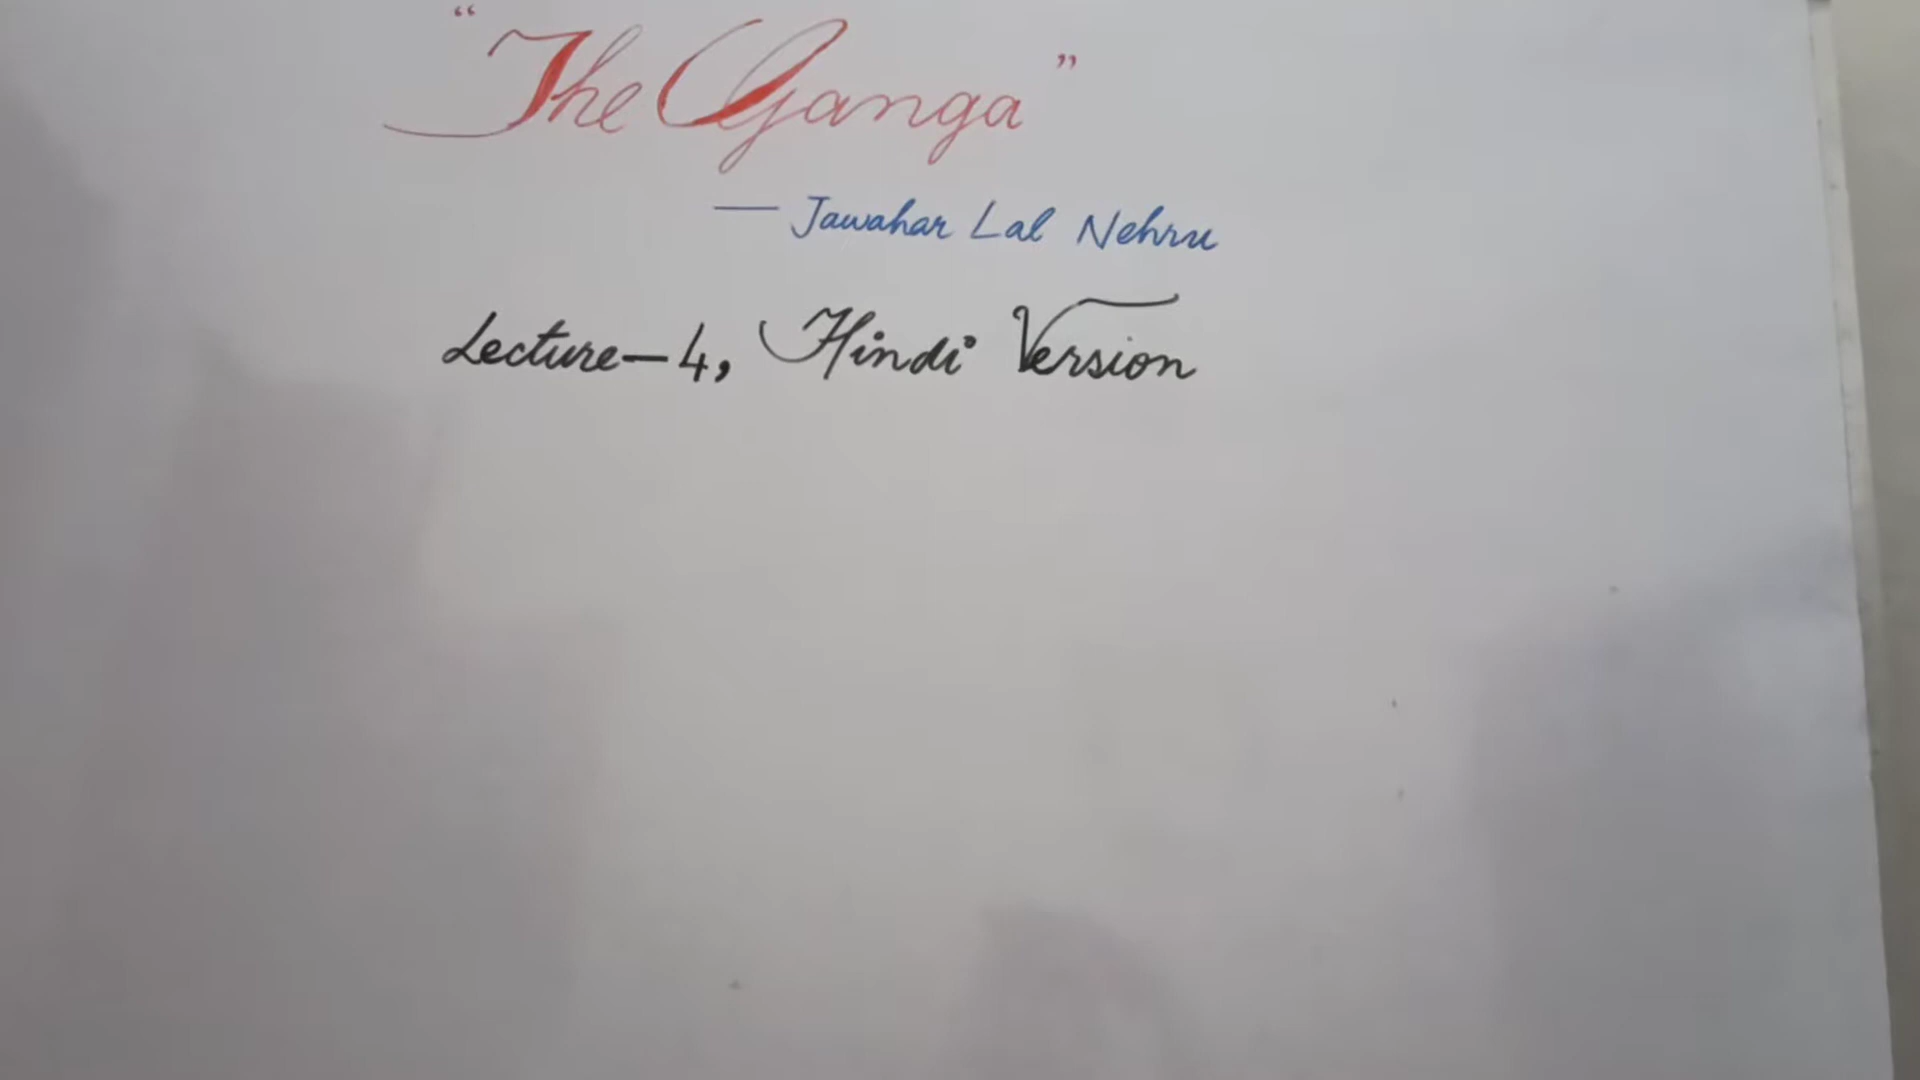 “The Ganga”
— Jawahar Lal Nehru
Lecture-4, Hindi Version